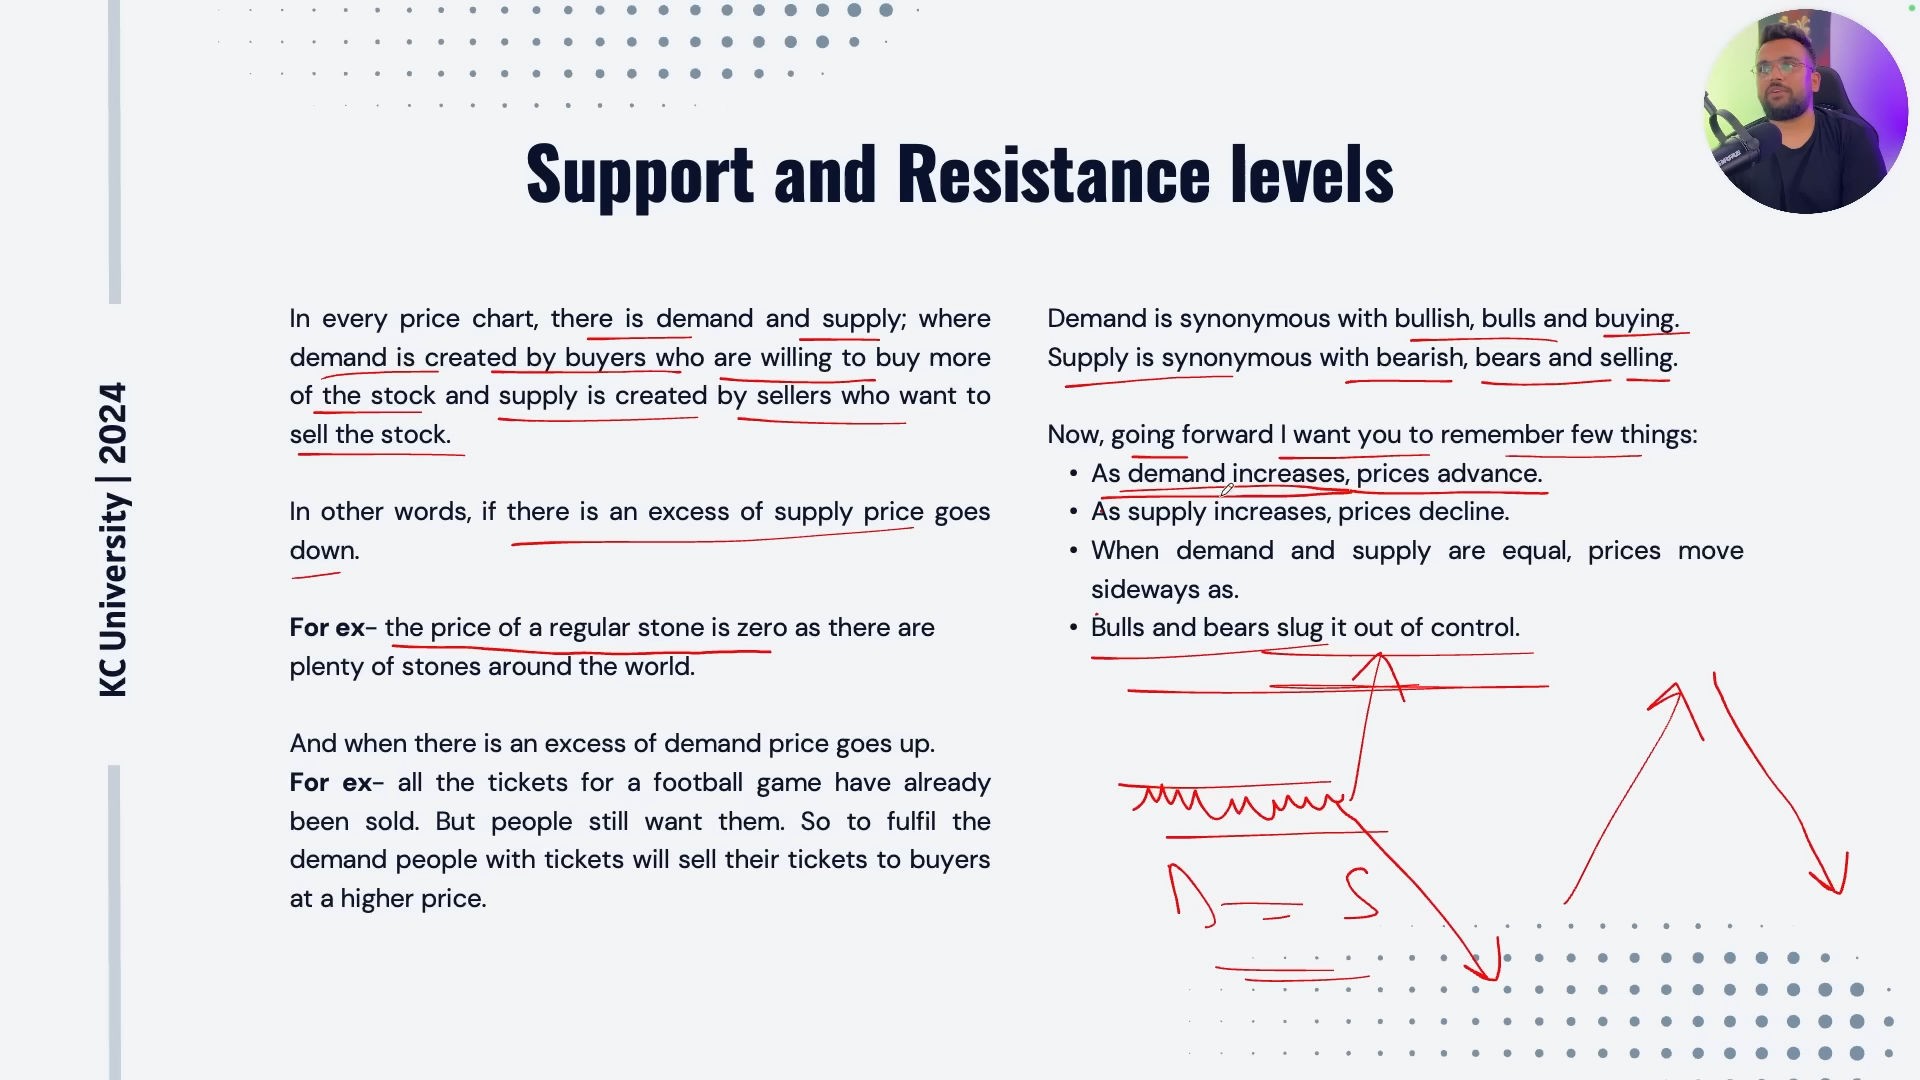 Support and Resistance levels
KC University | 2024
In every price chart, there is demand and supply; where
demand is created by buyers who are willing to buy more
of the stock and supply is created by sellers who want to
sell the stock.
In other words, if there is an excess of supply price goes
down.
For ex- the price of a regular stone is zero as there are
plenty of stones around the world.
And when there is an excess of demand price goes up.
For ex- all the tickets for a football game have already
been sold. But people still want them. So to fulfil the
demand people with tickets will sell their tickets to buyers
at a higher price.
Demand is synonymous with bullish, bulls and buying.
Supply is synonymous with bearish, bears and selling.
Now, going forward I want you to remember few things:
• As demand increases, prices advance.
• As supply increases, prices decline.
• When demand and supply are equal, prices move
sideways as.
• Bulls and bears slug it out of control.
D = S